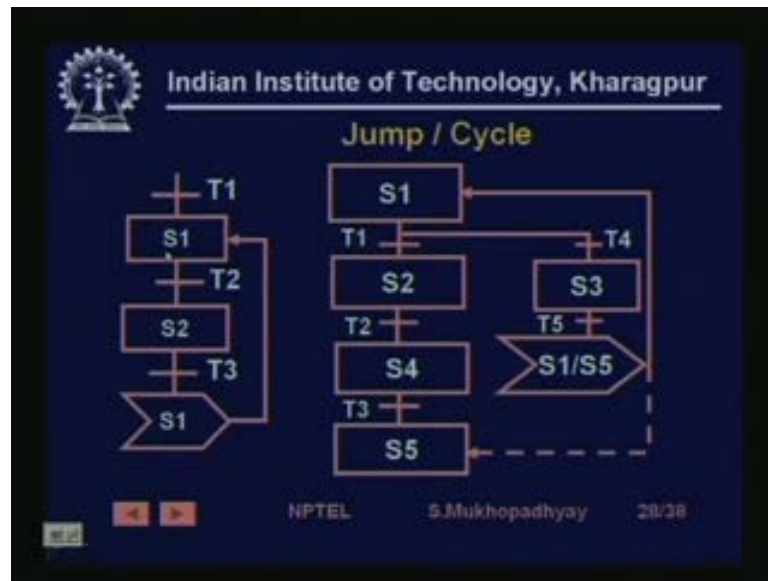 Indian Institute of Technology, Kharagpur
Jump / Cycle
T1
S1
T2
S2
T3
S1
S1
T1
T4
S2
S3
T2
T5
S4
S1/S5
T3
S5
NPTEL S.Mukhopadhyay 28/38